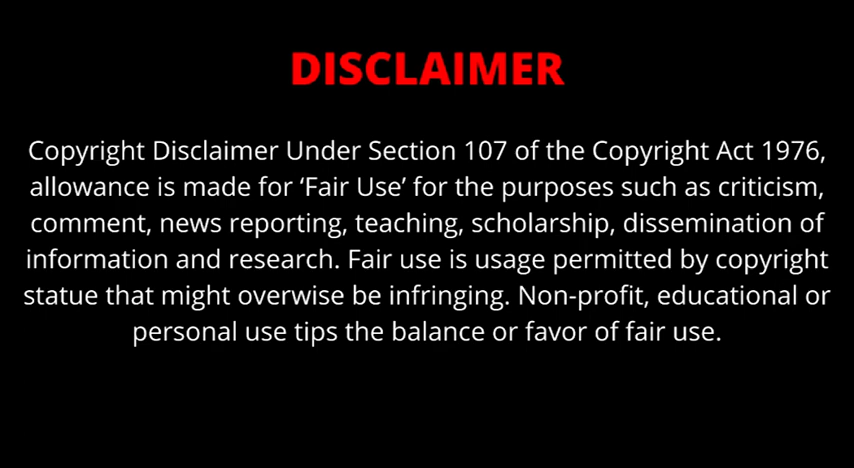 DISCLAIMER
Copyright Disclaimer Under Section 107 of the Copyright Act 1976,
allowance is made for ‘Fair Use’ for the purposes such as criticism,
comment, news reporting, teaching, scholarship, dissemination of
information and research. Fair use is usage permitted by copyright
statue that might overwise be infringing. Non-profit, educational or
personal use tips the balance or favor of fair use.